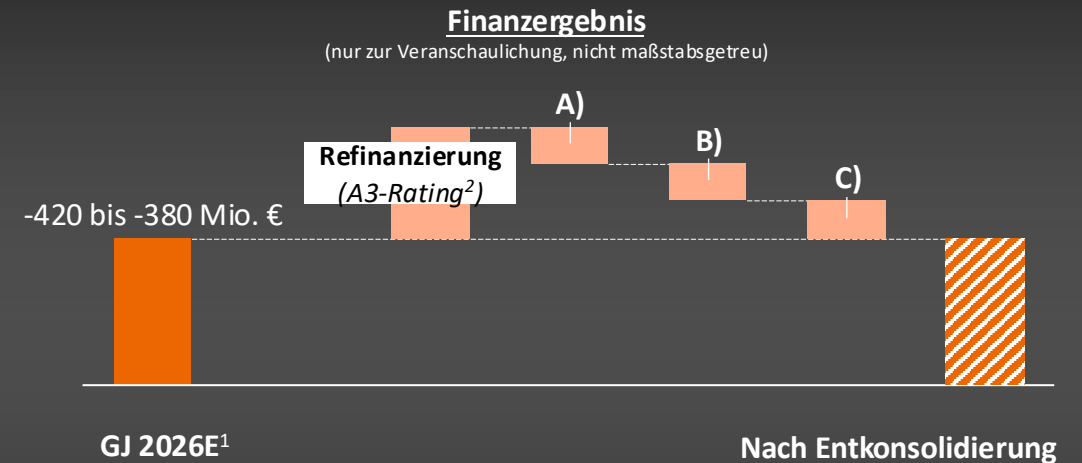 Finanzergebnis
(nur zur Veranschaulichung, nicht maßstabsgetreu)
A)
B)
C)
Refinanzierung
(A3-Rating²)
-420 bis -380 Mio. €
GJ 2026E¹
Nach Entkonsolidierung